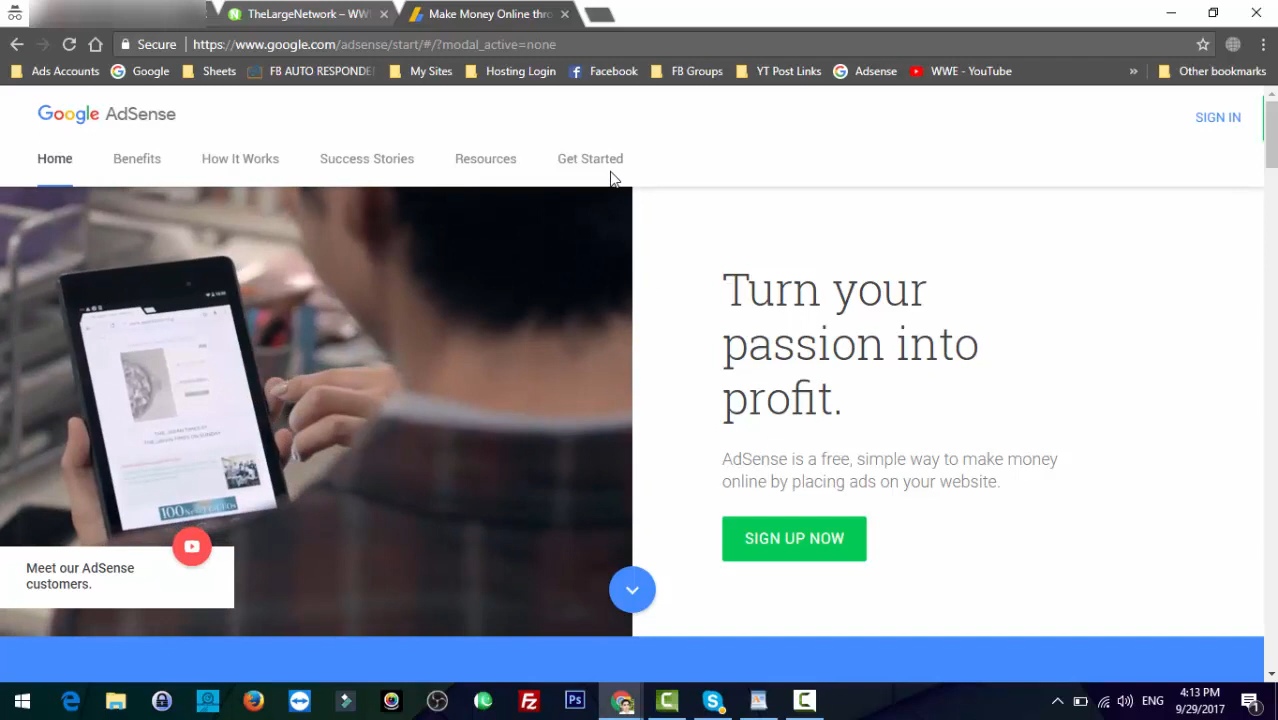 TheLargeNetwork – WW
Make Money Online thro
Secure
https://www.google.com/adsense/start/#/?modal_active=none
Ads Accounts
Google
Sheets
FB AUTO RESPONDE
My Sites
Hosting Login
Facebook
FB Groups
YT Post Links
Adsense
WWE - YouTube
»
Other bookmarks
Google AdSense
SIGN IN
Home
Benefits
How It Works
Success Stories
Resources
Get Started
Turn your
passion into
profit.
AdSense is a free, simple way to make money
online by placing ads on your website.
SIGN UP NOW
100
Meet our AdSense
customers.
ENG
4:13 PM
9/29/2017